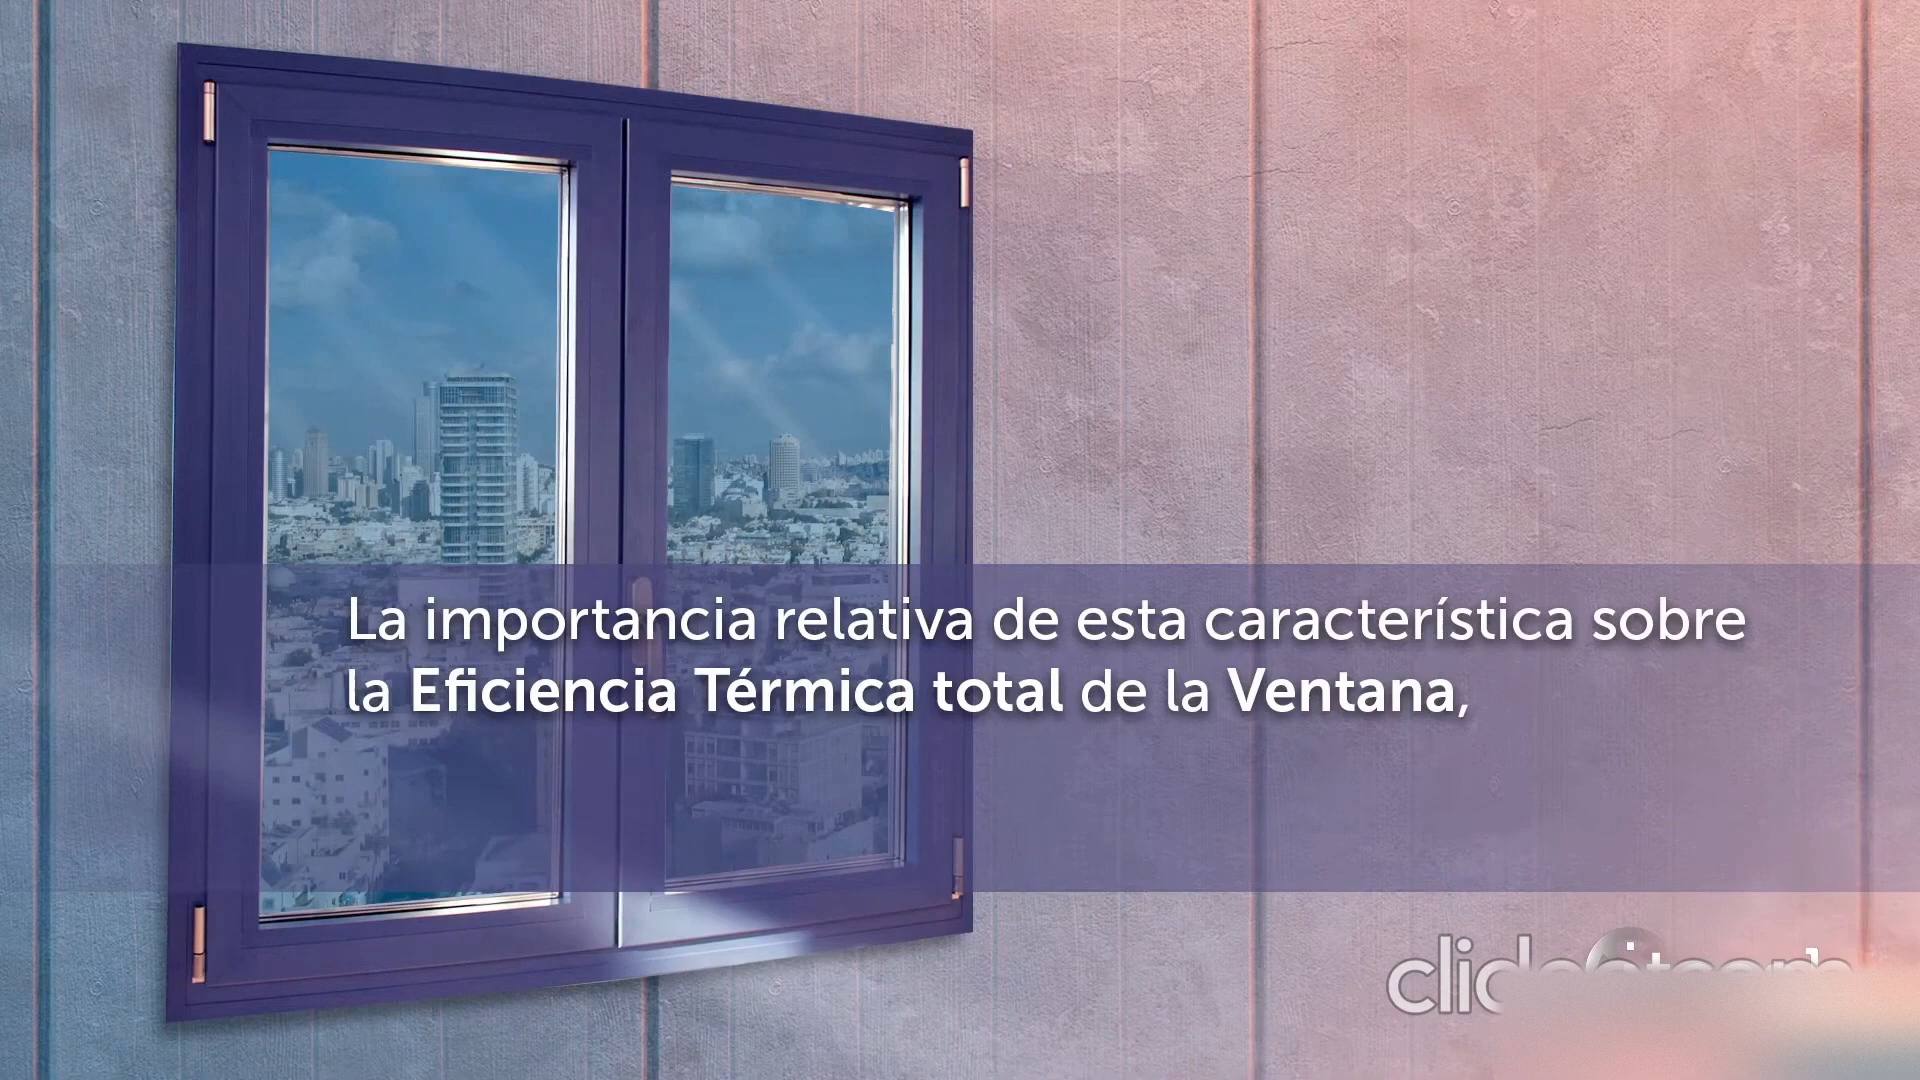 La importancia relativa de esta característica sobre
la Eficiencia Térmica total de la Ventana,